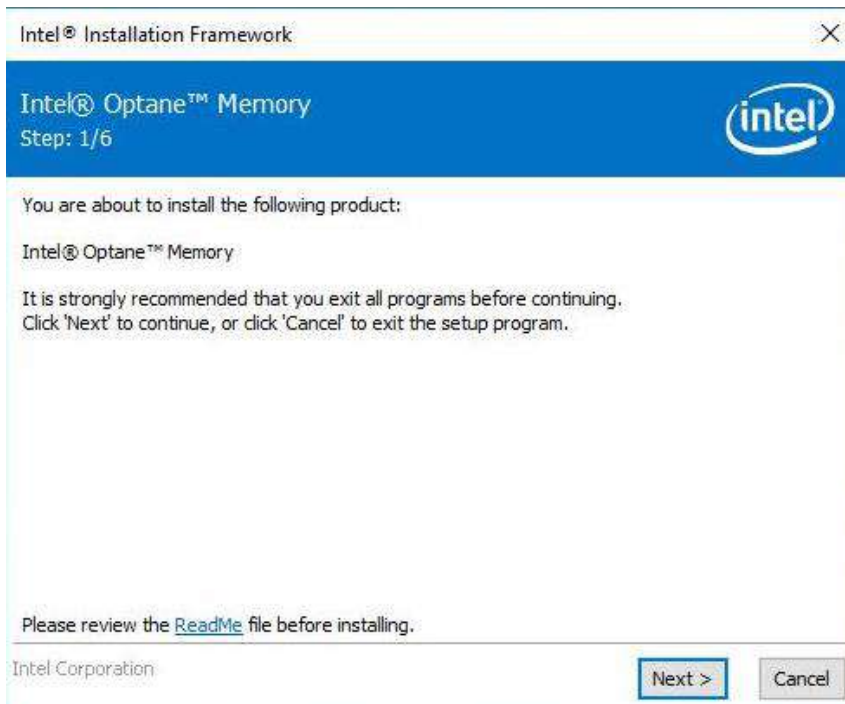 Intel® Installation Framework
Intel® Optane™ Memory
Step: 1/6
intel
You are about to install the following product:
Intel® Optane™ Memory
It is strongly recommended that you exit all programs before continuing.
Click 'Next' to continue, or click 'Cancel' to exit the setup program.
Please review the ReadMe file before installing.
Intel Corporation
Next >
Cancel